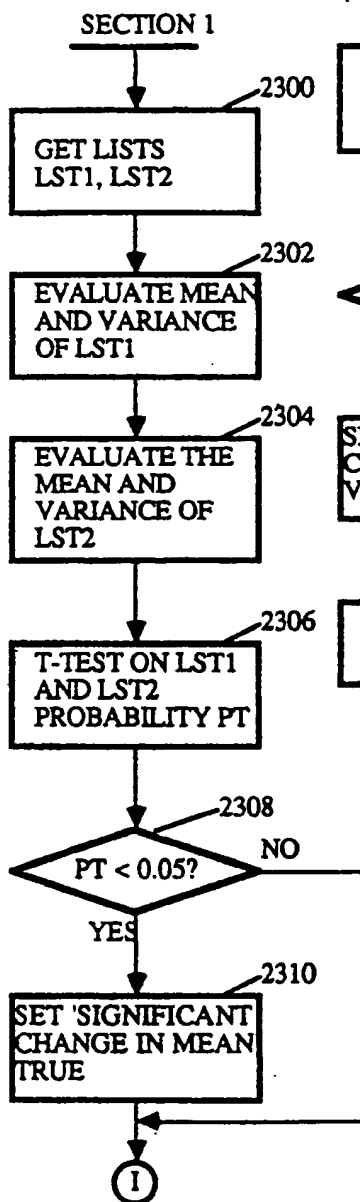 SECTION 1
2300
GET LISTS
LST1, LST2
2302
EVALUATE MEAN
AND VARIANCE
OF LST1
2304
EVALUATE THE
MEAN AND
VARIANCE OF
LST2
2306
T-TEST ON LST1
AND LST2
PROBABILITY PT
2308
PT < 0.05?
NO
YES
2310
SET 'SIGNIFICANT
CHANGE IN MEAN
TRUE
I